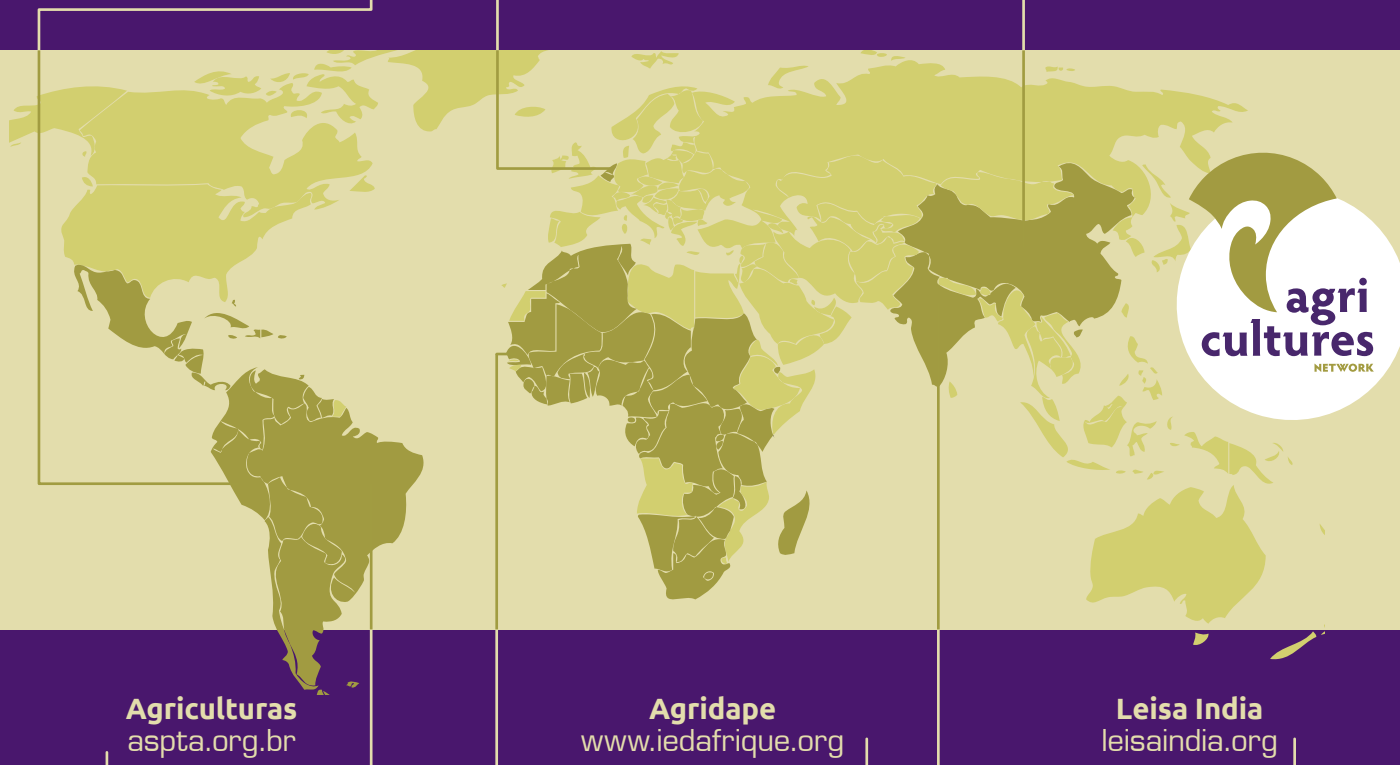 agri
cultures
NETWORK
Agriculturas
aspta.org.br
Agridape
www.iedafrique.org
Leisa India
leisaindia.org